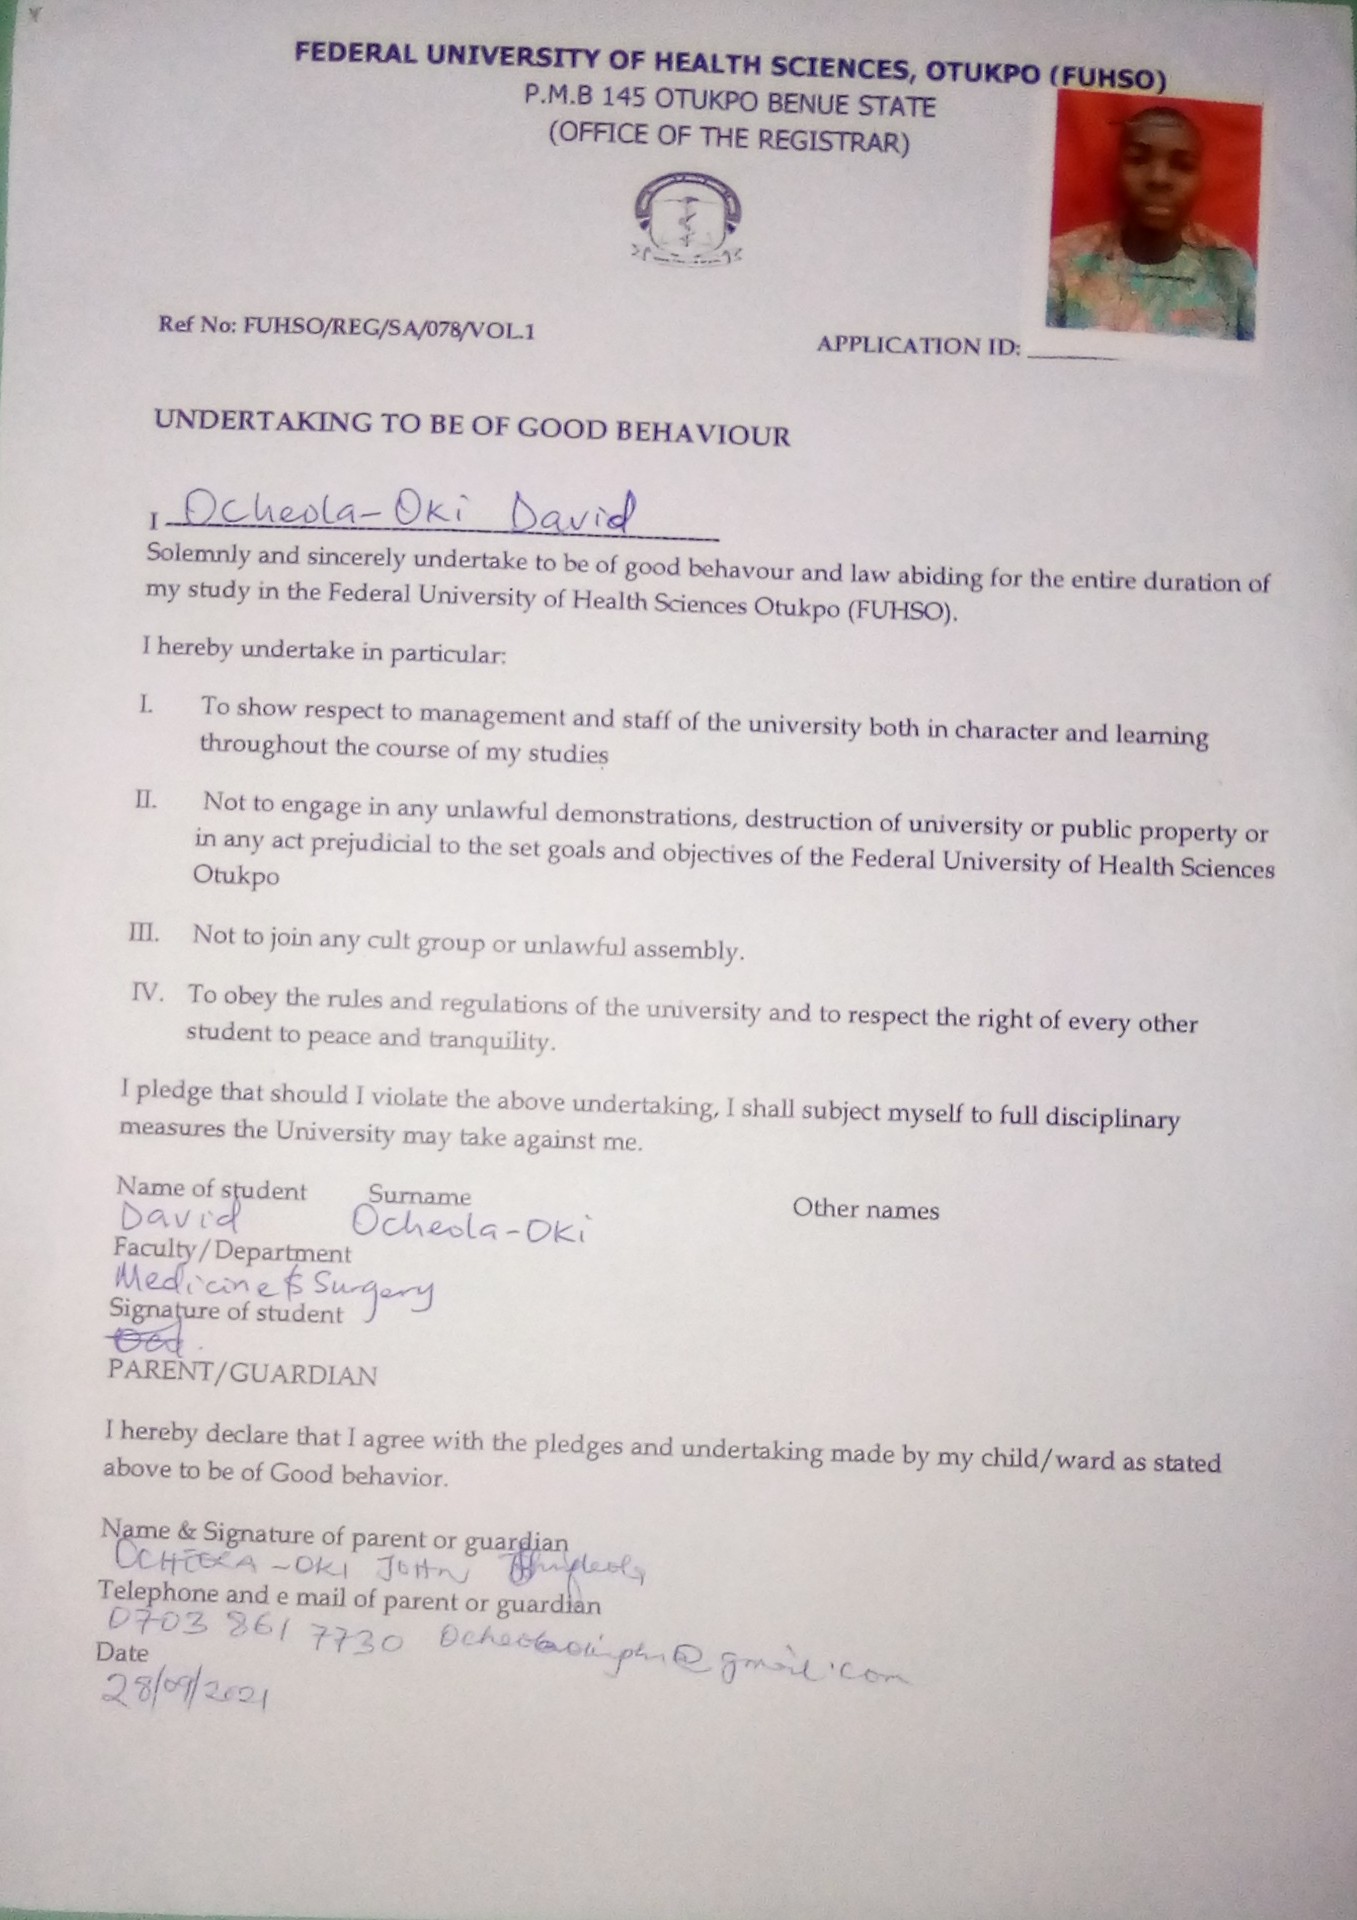 FEDERAL UNIVERSITY OF HEALTH SCIENCES, OTUKPO (FUHSO)
P.M.B 145 OTUKPO BENUE STATE
(OFFICE OF THE REGISTRAR)
Ref No: FUHSO/REG/SA/078/VOL.1
APPLICATION ID:
UNDERTAKING TO BE OF GOOD BEHAVIOUR
I Ocheola-Oki David
Solemnly and sincerely undertake to be of good behavour and law abiding for the entire duration of
my study in the Federal University of Health Sciences Otukpo (FUHSO).
I hereby undertake in particular:
I. To show respect to management and staff of the university both in character and learning
throughout the course of my studies
II. Not to engage in any unlawful demonstrations, destruction of university or public property or
in any act prejudicial to the set goals and objectives of the Federal University of Health Sciences
Otukpo
III. Not to join any cult group or unlawful assembly.
IV. To obey the rules and regulations of the university and to respect the right of every other
student to peace and tranquility.
I pledge that should I violate the above undertaking, I shall subject myself to full disciplinary
measures the University may take against me.
Name of student Surname Other names
David Ocheola-Oki
Faculty/Department
Medicine & Surgery
Signature of student
PARENT/GUARDIAN
I hereby declare that I agree with the pledges and undertaking made by my child/ward as stated
above to be of Good behavior.
Name & Signature of parent or guardian
OCHEOLA-OKI JOHN
Telephone and e mail of parent or guardian
0703 861 7730
Date
28/09/2021